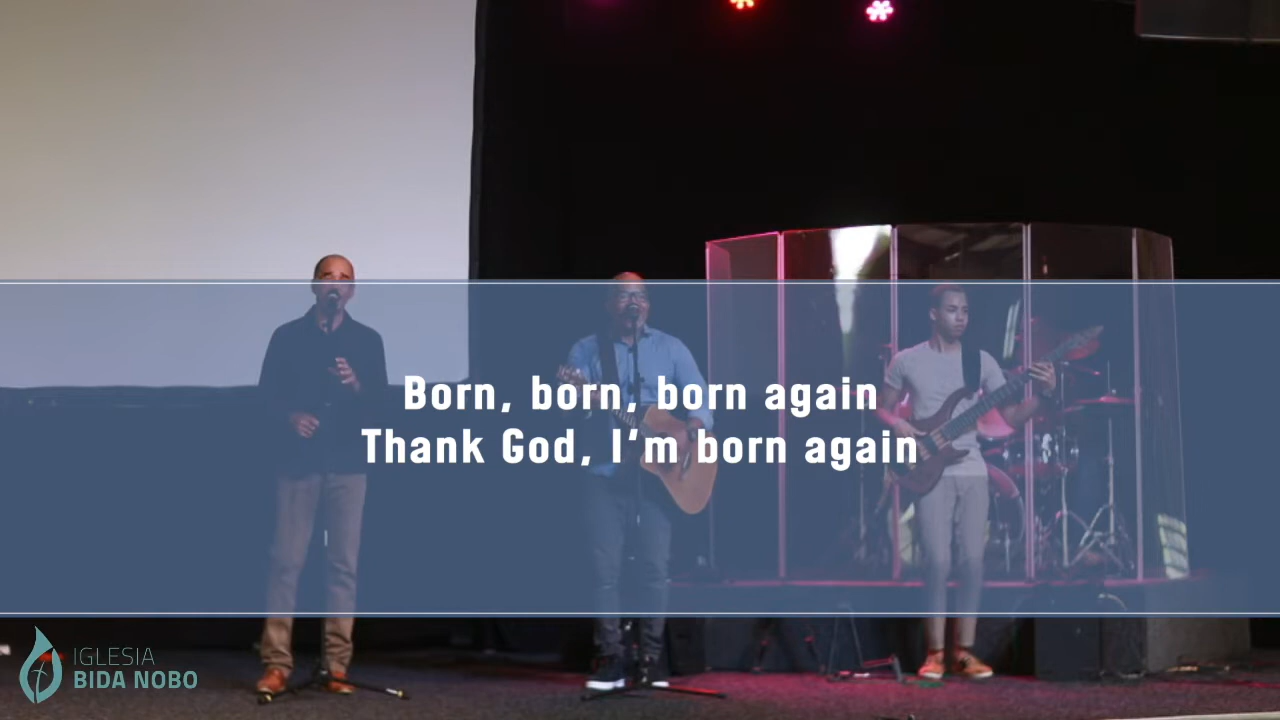 Born, born, born again
Thank God, I'm born again
IGLESIA
BIDA NOBO